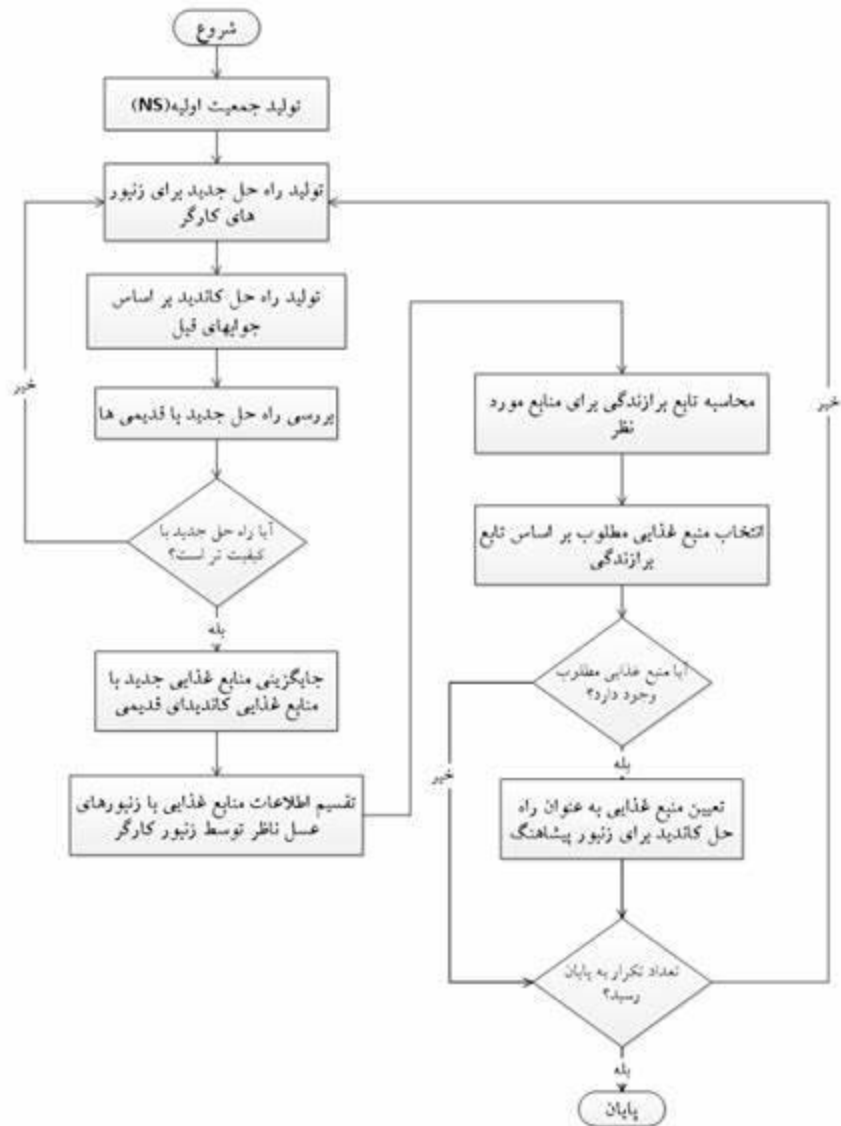 شروع
تولید جمعیت اولیه(NS)
تولید راه حل جدید برای زنبور
های کارگر
تولید راه حل کاندید بر اساس
جوابهای قبل
بررسی راه حل جدید با قدیمی ها
آیا راه حل جدید با
کیفیت تر است؟
خیر
بله
جایگزینی منابع غذایی جدید با
منابع غذایی کاندیدای قدیمی
تقسیم اطلاعات منابع غذایی با زنبورهای
عسل ناظر توسط زنبور کارگر
محاسبه تابع برازندگی برای منابع مورد
نظر
انتخاب منبع غذایی مطلوب بر اساس تابع
برازندگی
آیا منبع غذایی مطلوب
وجود دارد؟
خیر
بله
تعیین منبع غذایی به عنوان راه
حل کاندید برای زنبور پیشاهنگ
تعداد تکرار به پایان
رسید؟
خیر
بله
پایان